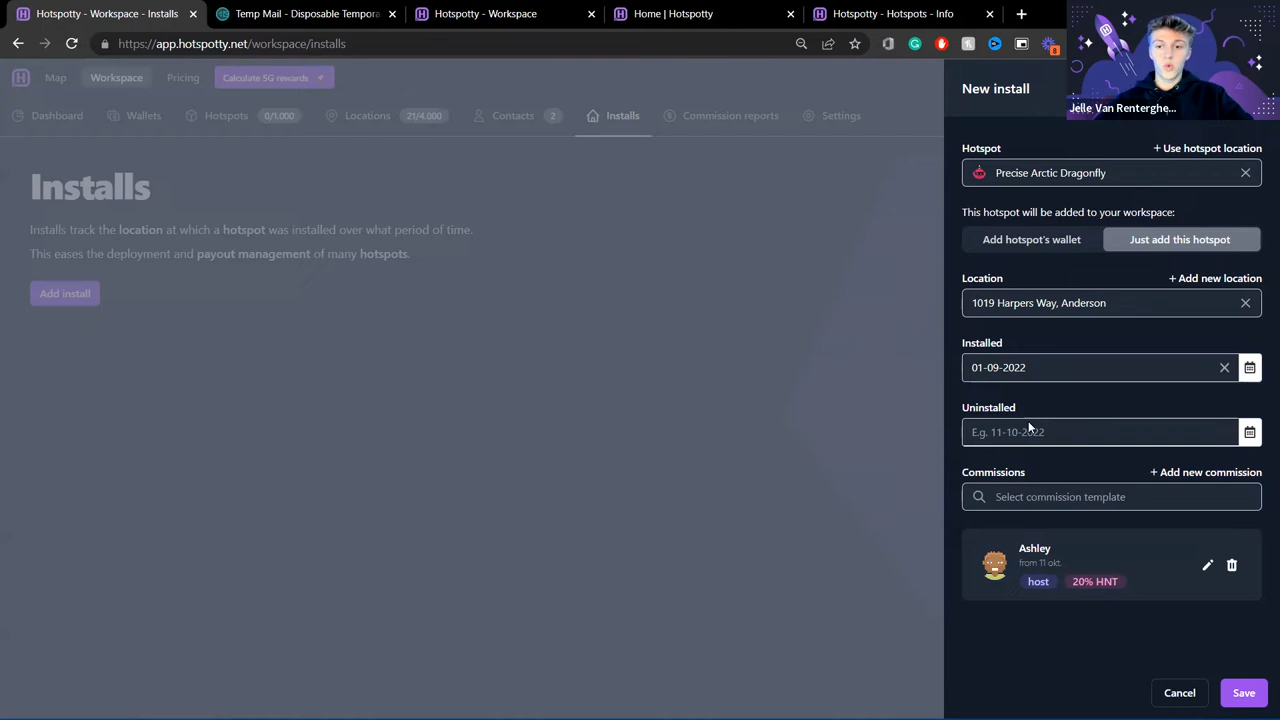 Hotspotty - Workspace - Installs
Temp Mail - Disposable Tempora
Hotspotty - Workspace
Home | Hotspotty
Hotspotty - Hotspots - Info
https://app.hotspotty.net/workspace/installs
8
Map
Workspace
Pricing
Calculate 5G rewards
New install
Jelle Van Renterghe...
Dashboard
Wallets
Hotspots 0/1.000
Locations 21/4.000
Contacts 2
Installs
Commission reports
Settings
Installs
Installs track the location at which a hotspot was installed over what period of time.
This eases the deployment and payout management of many hotspots.
Add install
Hotspot
+ Use hotspot location
Precise Arctic Dragonfly
This hotspot will be added to your workspace:
Add hotspot's wallet
Just add this hotspot
Location
+ Add new location
1019 Harpers Way, Anderson
Installed
01-09-2022
Uninstalled
E.g. 11-10-2022
Commissions
+ Add new commission
Select commission template
Ashley
from 11 okt.
host
20% HNT
Cancel
Save